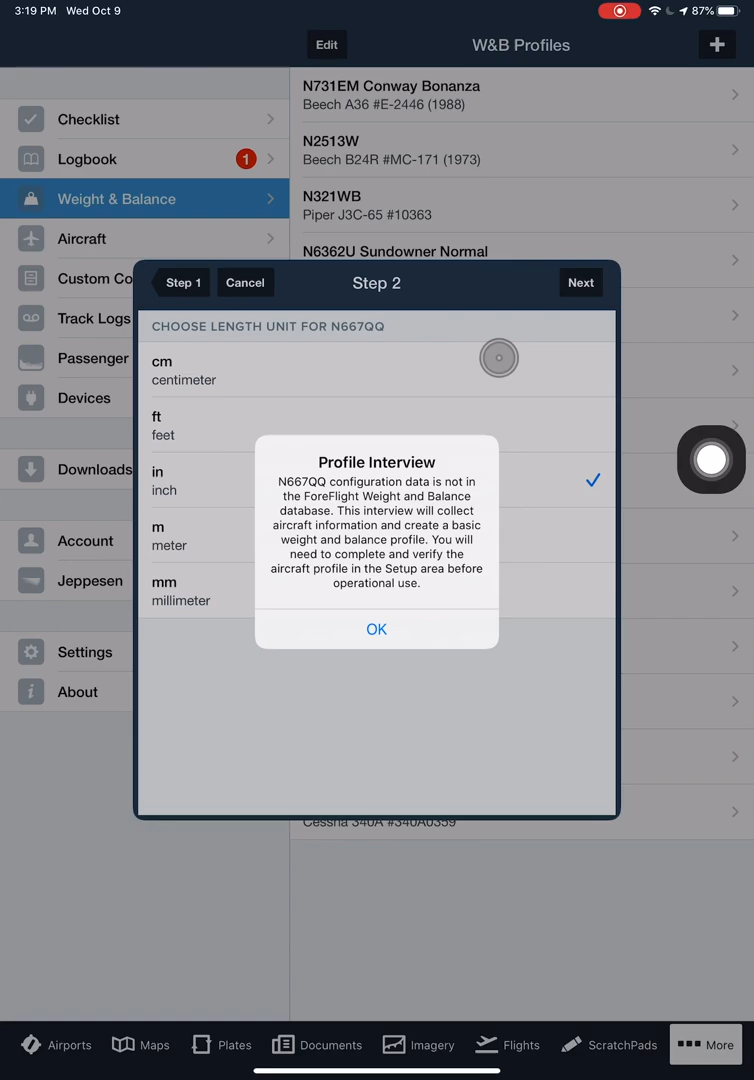 3:19 PM Wed Oct 9
87%
Edit
W&B Profiles
Checklist
Logbook
1
Weight & Balance
Aircraft
Custom Co
Track Logs
Passenger
Devices
Downloads
Account
Jeppesen
Settings
About
N731EM Conway Bonanza
Beech A36 #E-2446 (1988)
N2513W
Beech B24R #MC-171 (1973)
N321WB
Piper J3C-65 #10363
N6362U Sundowner Normal
Step 1
Cancel
Step 2
Next
CHOOSE LENGTH UNIT FOR N667QQ
cm
centimeter
ft
feet
in
inch
m
meter
mm
millimeter
Profile Interview
N667QQ configuration data is not in
the ForeFlight Weight and Balance
database. This interview will collect
aircraft information and create a basic
weight and balance profile. You will
need to complete and verify the
aircraft profile in the Setup area before
operational use.
OK
Cessna 340A #340A0359
Airports
Maps
Plates
Documents
Imagery
Flights
ScratchPads
More